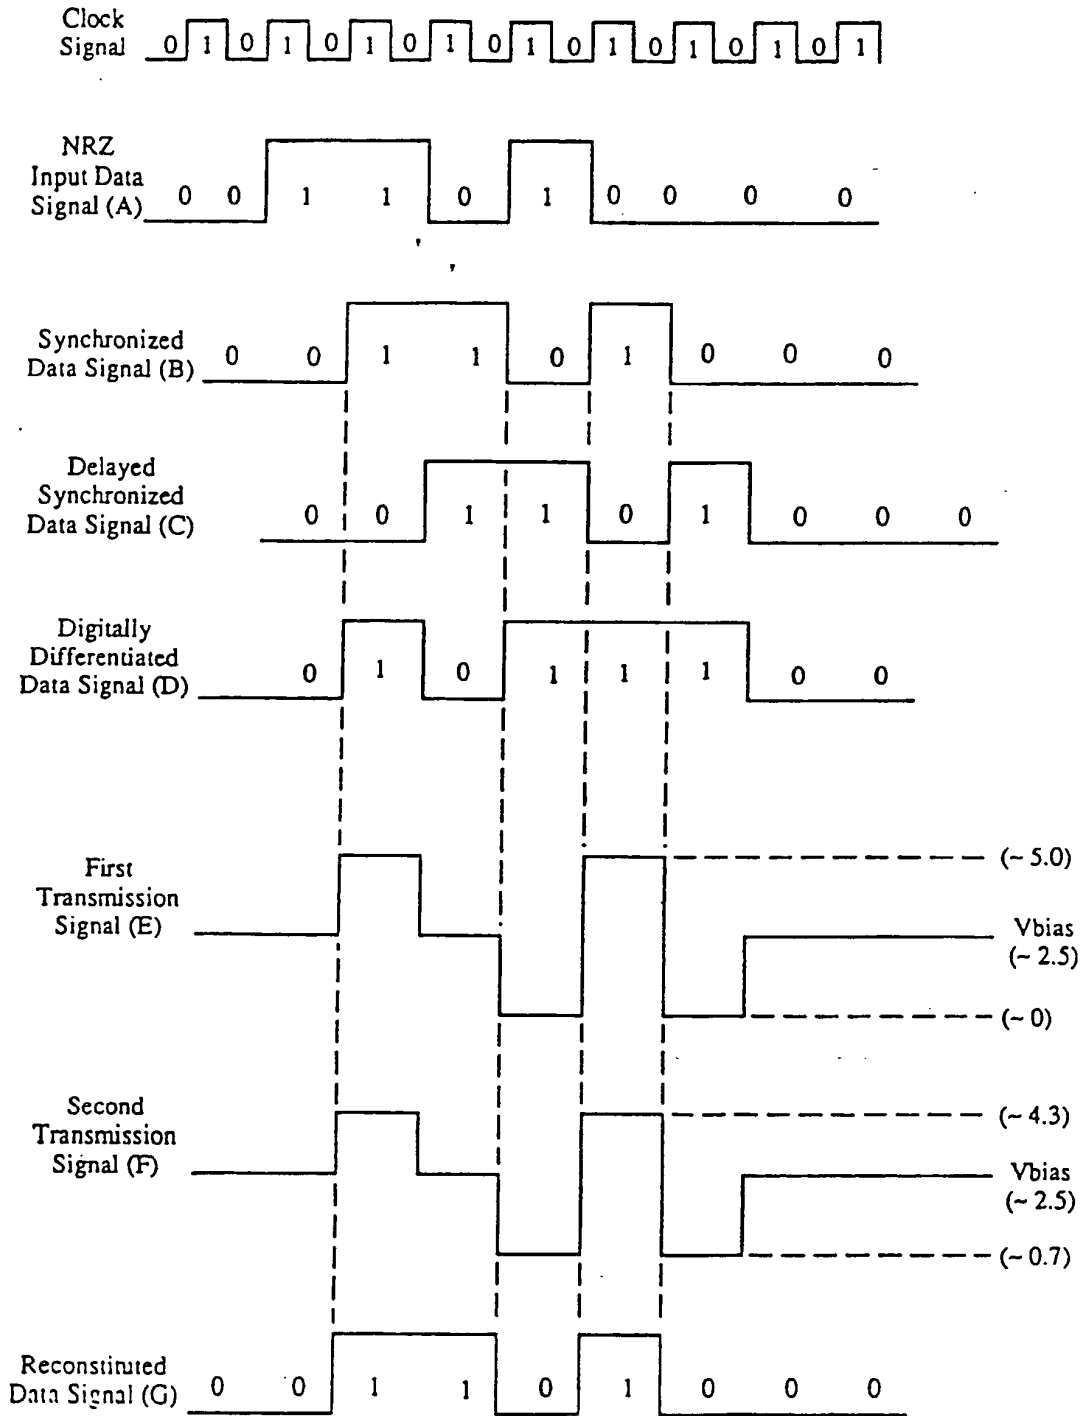 Clock
Signal
0 1 0 1 0 1 0 1 0 1 0 1 0 1 0 1 0 1
NRZ
Input Data
Signal (A)
0 0 1 1 0 1 0 0 0 0
Synchronized
Data Signal (B)
0 0 1 1 0 1 0 0 0
Delayed
Synchronized
Data Signal (C)
0 0 1 1 0 1 0 0 0
Digitally
Differentiated
Data Signal (D)
0 1 0 1 1 1 0 0
First
Transmission
Signal (E)
(~ 5.0)
Vbias
(~ 2.5)
(~ 0)
Second
Transmission
Signal (F)
(~ 4.3)
Vbias
(~ 2.5)
(~ 0.7)
Reconstituted
Data Signal (G)
0 0 1 1 0 1 0 0 0